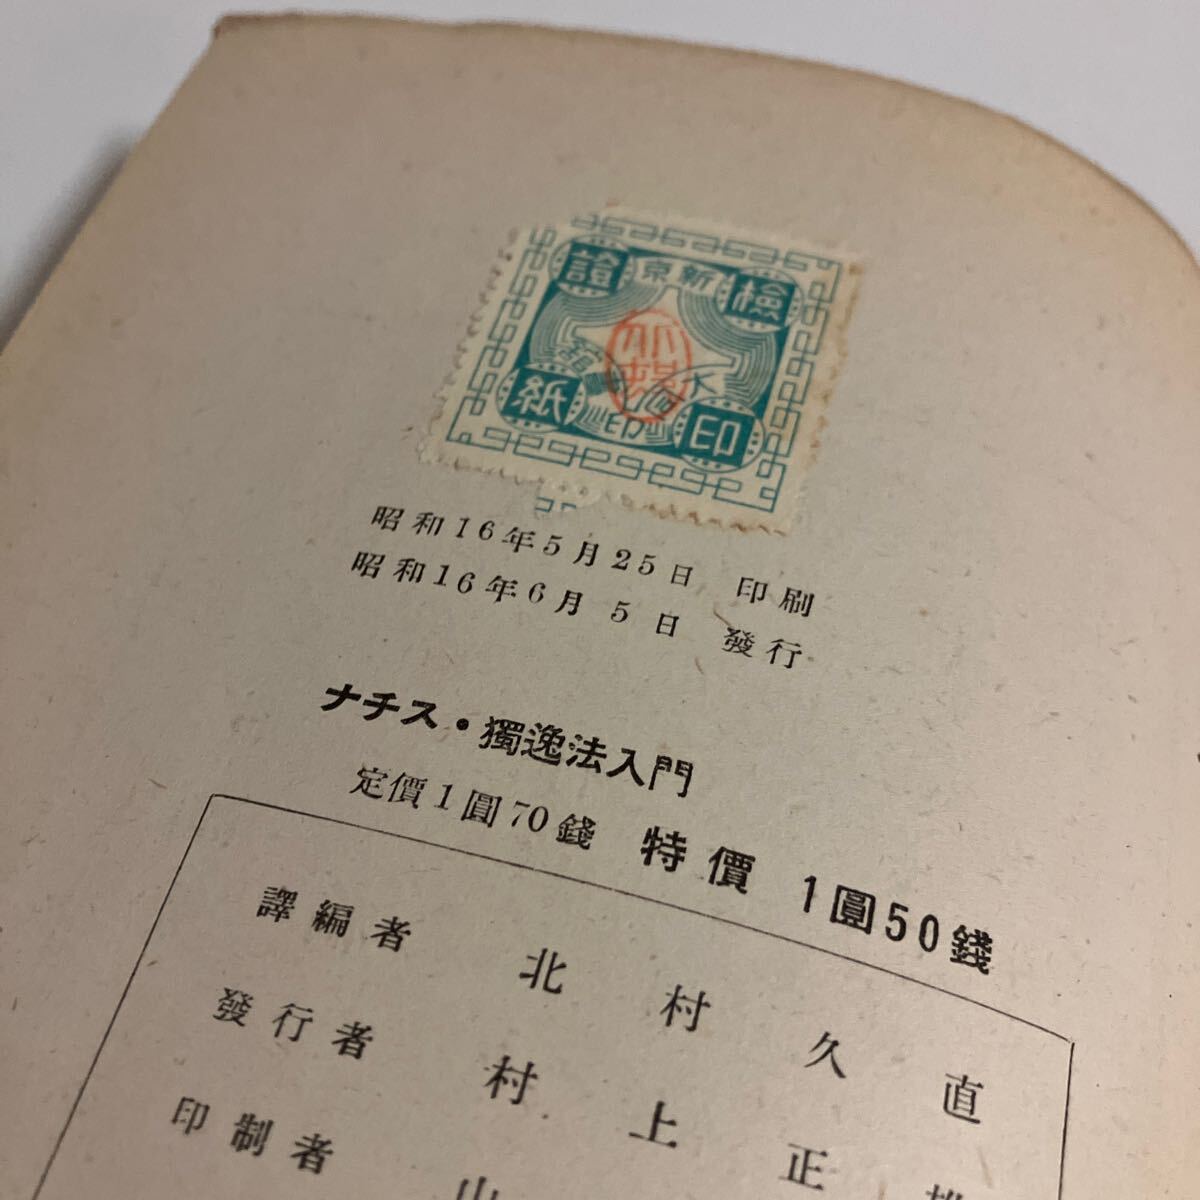 新京
檢印證紙
昭和16年5月25日 印刷
昭和16年6月5日 發行
ナチス・獨逸法入門
定價1圓70錢 特價 1圓50錢
譯編者 北村久直
發行者 村上正
印制者 山